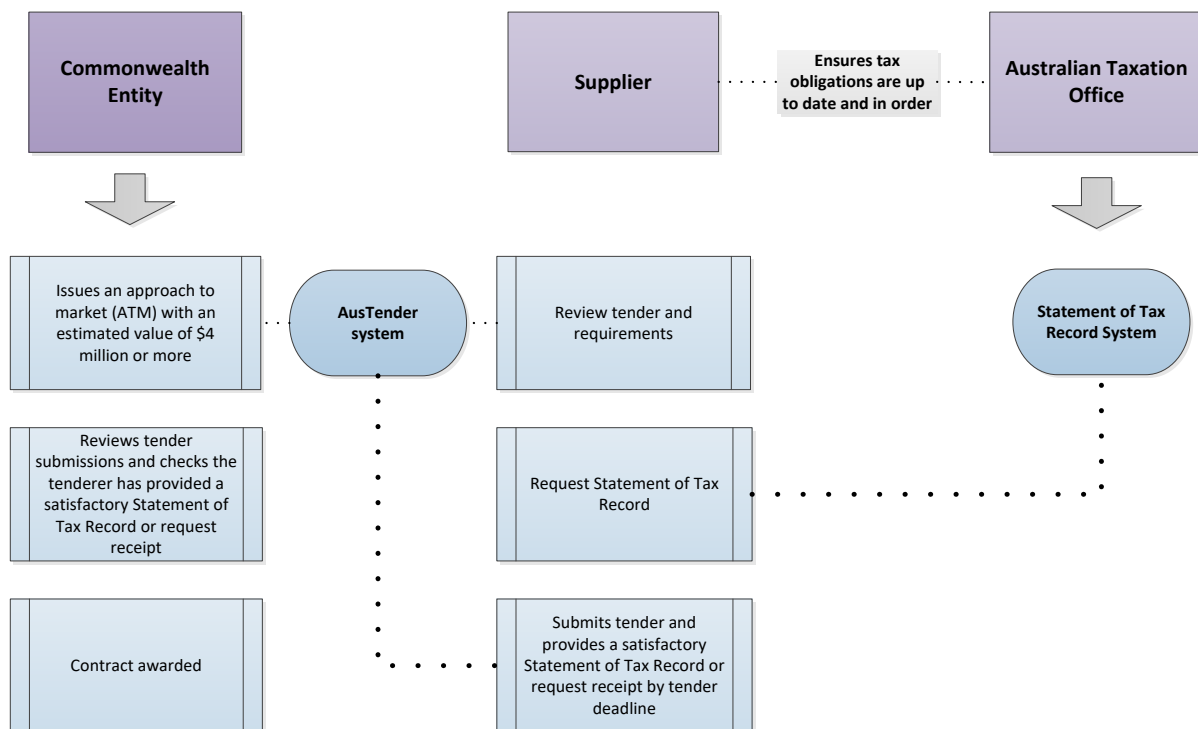 Commonwealth
Entity
Supplier
Ensures tax
obligations are up
to date and in order
Australian Taxation
Office
Issues an approach to
market (ATM) with an
estimated value of $4
million or more
AusTender
system
Review tender and
requirements
Statement of Tax
Record System
Reviews tender
submissions and checks the
tenderer has provided a
satisfactory Statement of
Tax Record or request
receipt
Request Statement of Tax
Record
Contract awarded
Submits tender and
provides a satisfactory
Statement of Tax Record or
request receipt by tender
deadline